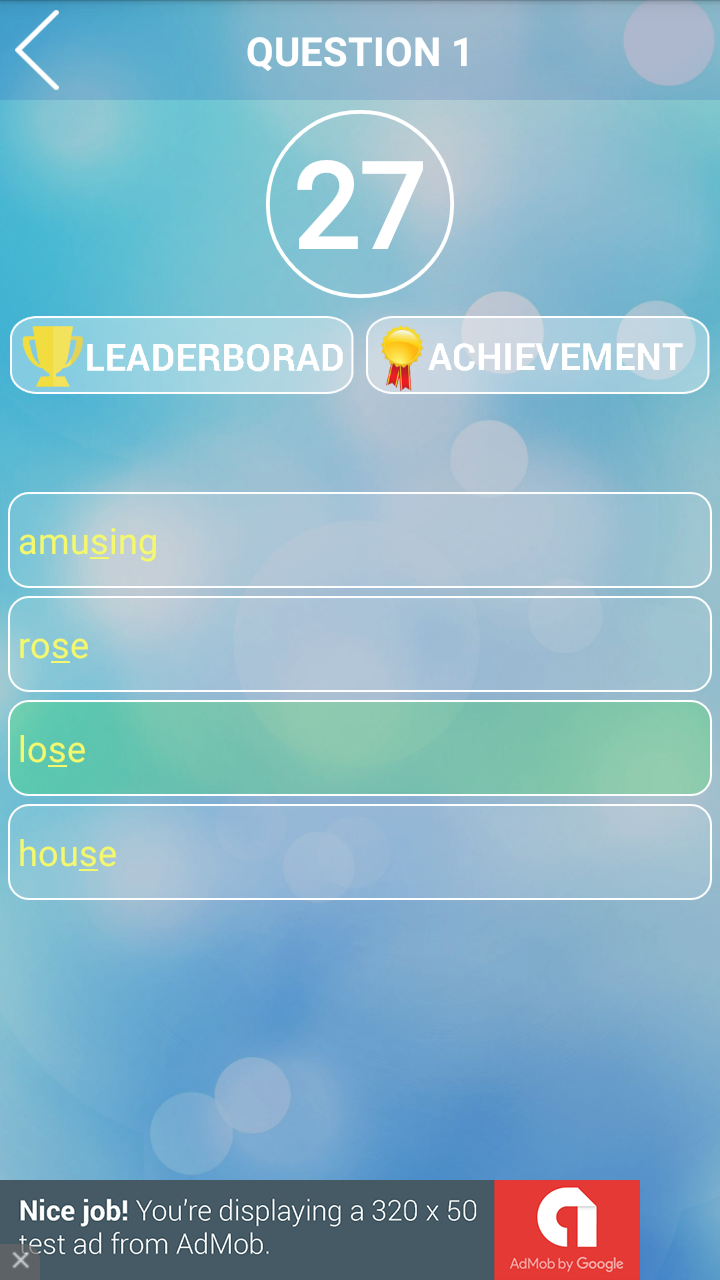 QUESTION 1
27
LEADERBORAD
ACHIEVEMENT
amusing
rose
lose
house
Nice job! You're displaying a 320 x 50
test ad from AdMob.
AdMob by Google